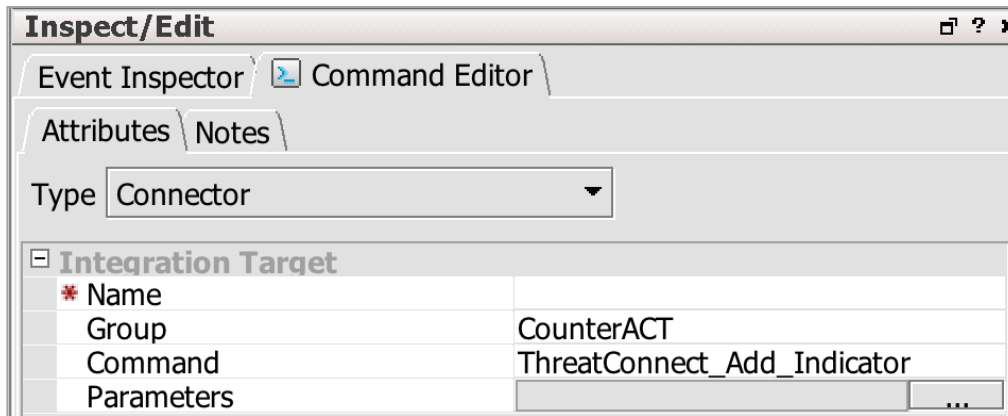 Inspect/Edit ?
Event Inspector Command Editor
Attributes Notes
Type Connector
Integration Target
* Name
Group CounterACT
Command ThreatConnect_Add_Indicator
Parameters ...